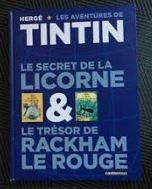 HERGÉ ★ LES AVENTURES DE
TINTIN
LE SECRET DE LA
LICORNE
&
LE TRÉSOR DE
RACKHAM
LE ROUGE
casterman